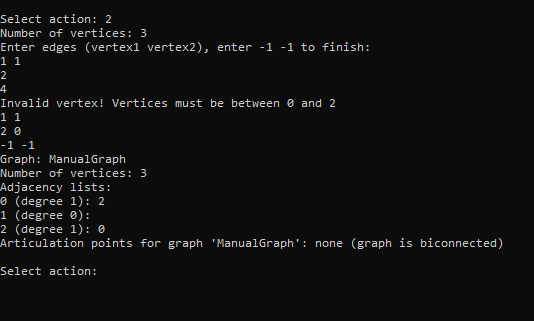 Select action: 2
Number of vertices: 3
Enter edges (vertex1 vertex2), enter -1 -1 to finish:
1 1
2
4
Invalid vertex! Vertices must be between 0 and 2
1 1
2 0
-1 -1
Graph: ManualGraph
Number of vertices: 3
Adjacency lists:
0 (degree 1): 2
1 (degree 0):
2 (degree 1): 0
Articulation points for graph 'ManualGraph': none (graph is biconnected)
Select action: